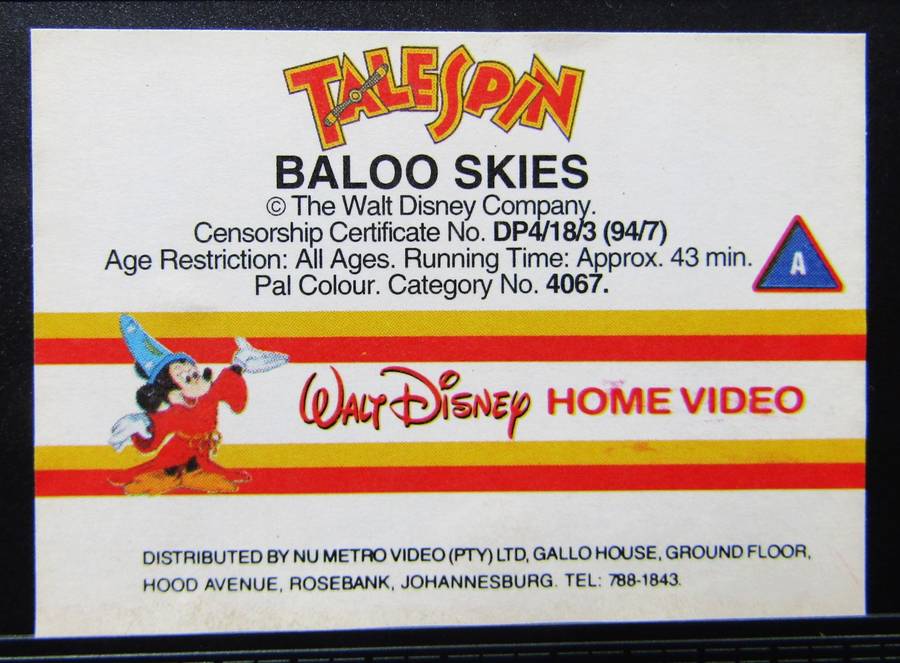 TALESPIN
BALOO SKIES
© The Walt Disney Company.
Censorship Certificate No. DP4/18/3 (94/7)
Age Restriction: All Ages. Running Time: Approx. 43 min.
Pal Colour. Category No. 4067.
A
WALT DISNEY HOME VIDEO
DISTRIBUTED BY NU METRO VIDEO (PTY) LTD, GALLO HOUSE, GROUND FLOOR,
HOOD AVENUE, ROSEBANK, JOHANNESBURG. TEL: 788-1843.